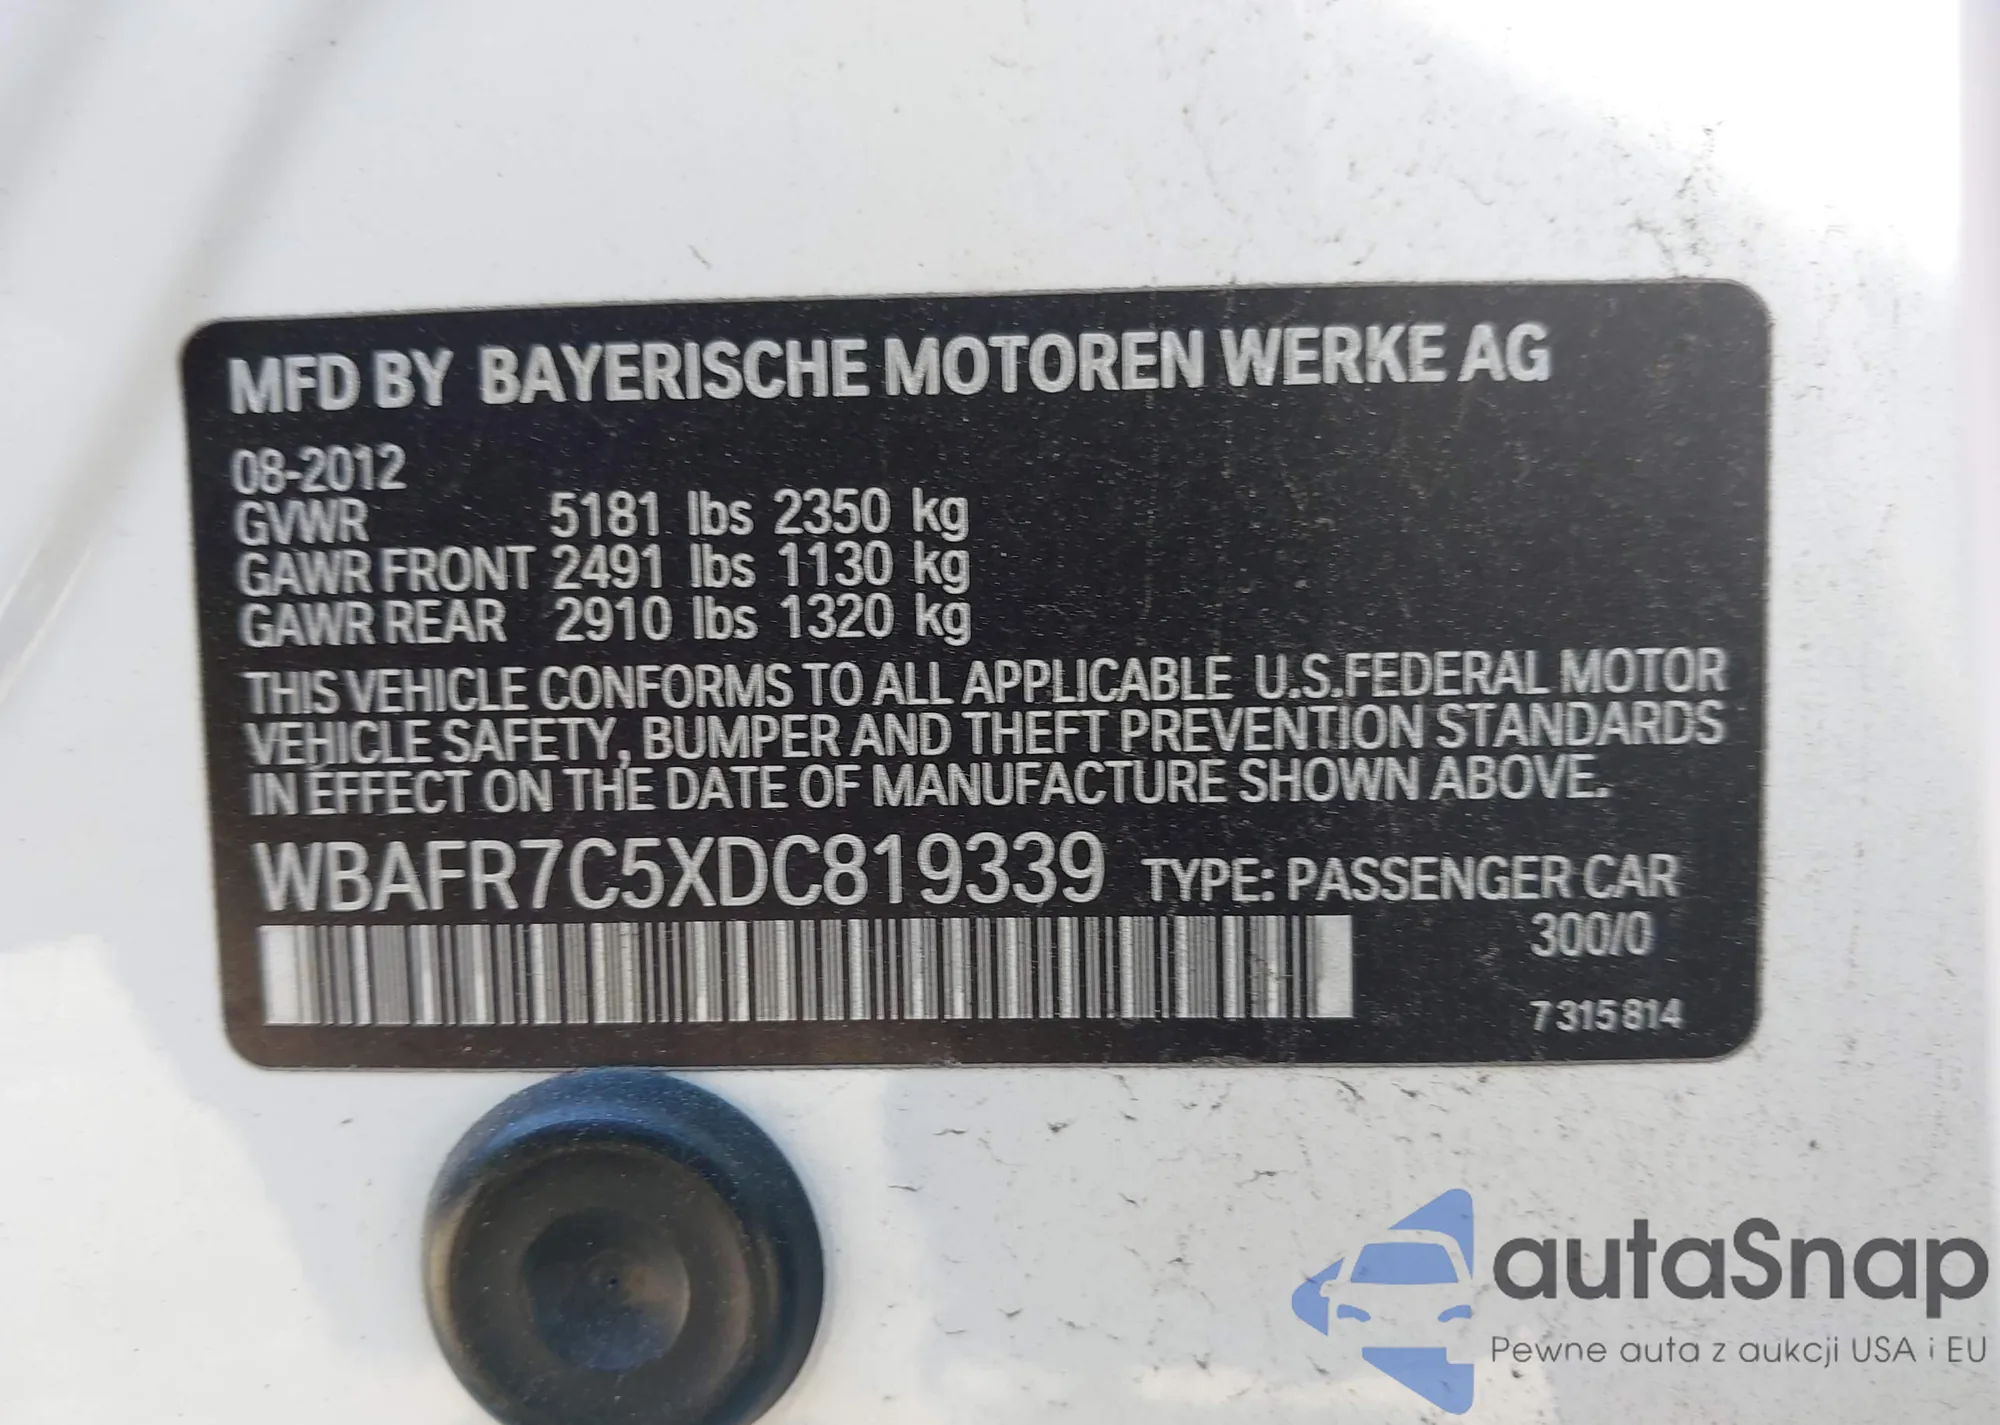 MFD BY BAYERISCHE MOTOREN WERKE AG
08-2012
GVWR 5181 lbs 2350 kg
GAWR FRONT 2491 lbs 1130 kg
GAWR REAR 2910 lbs 1320 kg
THIS VEHICLE CONFORMS TO ALL APPLICABLE U.S.FEDERAL MOTOR
VEHICLE SAFETY, BUMPER AND THEFT PREVENTION STANDARDS
IN EFFECT ON THE DATE OF MANUFACTURE SHOWN ABOVE.
WBAFR7C5XDC819339 TYPE: PASSENGER CAR
300/0
7 315 814
autaSnap
Pewne auta z aukcji USA i EU